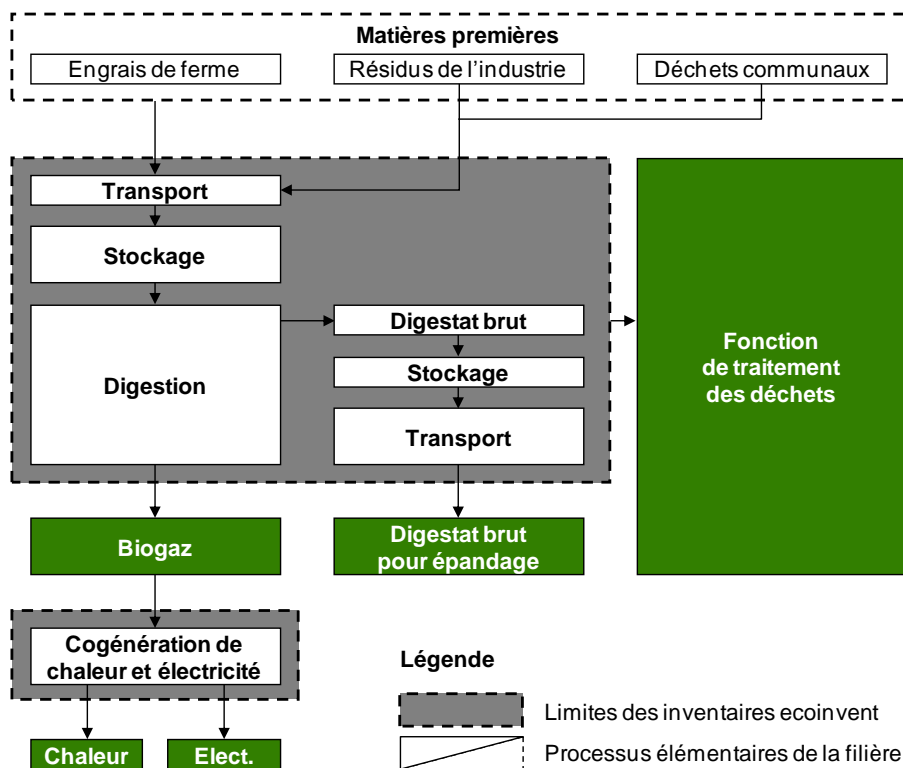 Matières premières
Engrais de ferme
Résidus de l'industrie
Déchets communaux
Transport
Stockage
Digestion
Digestat brut
Stockage
Transport
Fonction
de traitement
des déchets
Biogaz
Digestat brut
pour épandage
Cogénération de
chaleur et électricité
Chaleur
Elect.
Légende
Limites des inventaires ecoinvent
Processus élémentaires de la filière